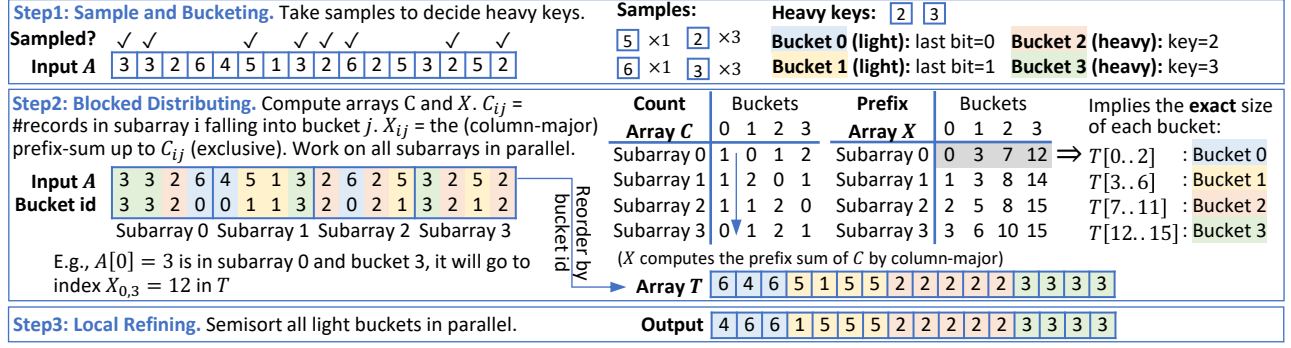 Step1: Sample and Bucketing. Take samples to decide heavy keys.
Sampled? ✓ ✓ ✓ ✓ ✓ ✓ ✓ ✓
Input A 3 3 2 6 4 5 1 3 2 6 2 5 3 2 5 2
Samples:
5 ×1 2 ×3
6 ×1 3 ×3
Heavy keys: 2 3
Bucket 0 (light): last bit=0 Bucket 2 (heavy): key=2
Bucket 1 (light): last bit=1 Bucket 3 (heavy): key=3
Step2: Blocked Distributing. Compute arrays C and X. C_ij =
#records in subarray i falling into bucket j. X_ij = the (column-major)
prefix-sum up to C_ij (exclusive). Work on all subarrays in parallel.
Input A 3 3 2 6 4 5 1 3 2 6 2 5 3 2 5 2
Bucket id 3 3 2 0 0 1 1 3 2 0 2 1 3 2 1 2
Subarray 0 Subarray 1 Subarray 2 Subarray 3
E.g., A[0] = 3 is in subarray 0 and bucket 3, it will go to
index X_0,3 = 12 in T
Reorder by
bucket id
Count Buckets
Array C 0 1 2 3
Subarray 0 1 0 1 2
Subarray 1 1 2 0 1
Subarray 2 1 1 2 0
Subarray 3 0 1 2 1
Prefix Buckets
Array X 0 1 2 3
Subarray 0 0 3 7 12 ⇒
Subarray 1 1 3 8 14
Subarray 2 2 5 8 15
Subarray 3 3 6 10 15
Implies the exact size
of each bucket:
T[0..2] : Bucket 0
T[3..6] : Bucket 1
T[7..11] : Bucket 2
T[12..15] : Bucket 3
(X computes the prefix sum of C by column-major)
Array T 6 4 6 5 1 5 5 2 2 2 2 2 3 3 3 3
Step3: Local Refining. Semisort all light buckets in parallel.
Output 4 6 6 1 5 5 5 2 2 2 2 2 3 3 3 3